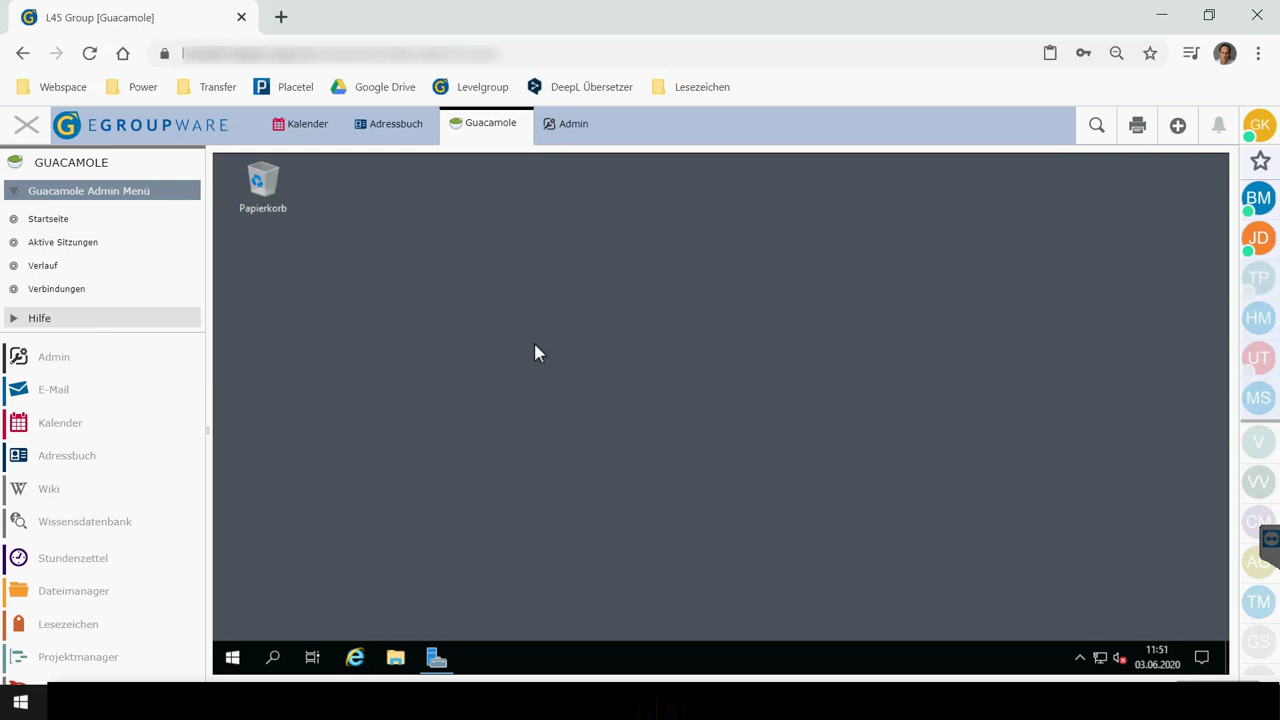 L45 Group [Guacamole]
Webspace Power Transfer Placetel Google Drive Levelgroup DeepL Übersetzer Lesezeichen
EGROUPWARE Kalender Adressbuch Guacamole Admin GK
GUACAMOLE
Guacamole Admin Menü
Startseite
Aktive Sitzungen
Verlauf
Verbindungen
Hilfe
Admin
E-Mail
Kalender
Adressbuch
Wiki
Wissensdatenbank
Stundenzettel
Dateimanager
Lesezeichen
Projektmanager
Papierkorb
11:51
03.06.2020
BM
JD
TP
HM
UT
MS
V
VV
CM
AG
TM
GS